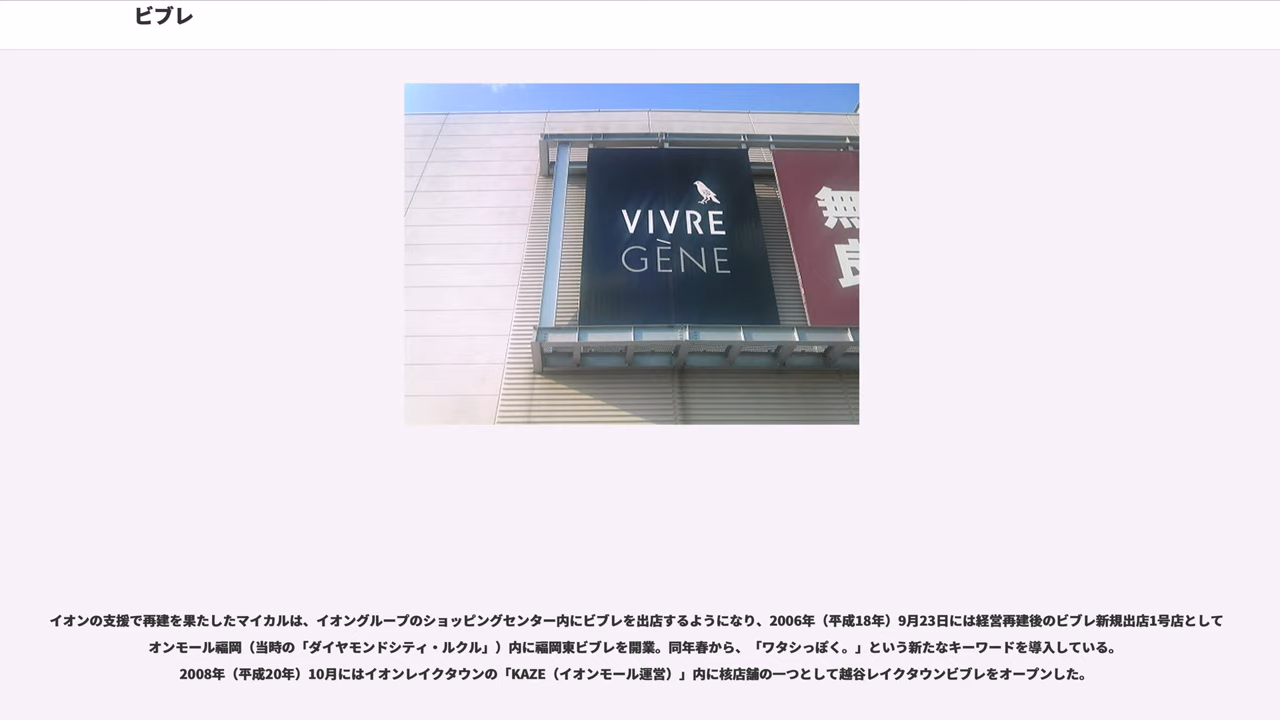 ビブレ
VIVRE
GÈNE
無
良
イオンの支援で再建を果たしたマイカルは、イオングループのショッピングセンター内にビブレを出店するようになり、2006年（平成18年）9月23日には経営再建後のビブレ新規出店1号店として
オンモール福岡（当時の「ダイヤモンドシティ・ルクル」）内に福岡東ビブレを開業。同年春から、「ワタシっぽく。」という新たなキーワードを導入している。
2008年（平成20年）10月にはイオンレイクタウンの「KAZE（イオンモール運営）」内に核店舗の一つとして越谷レイクタウンビブレをオープンした。